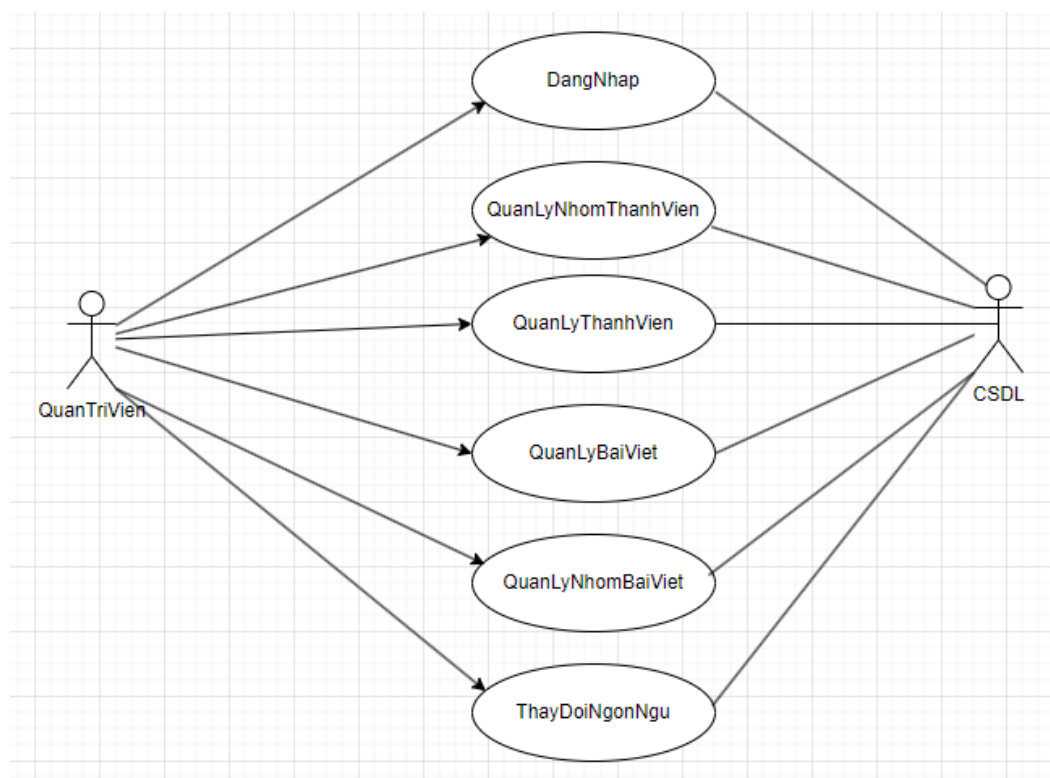 DangNhap
QuanLyNhomThanhVien
QuanLyThanhVien
QuanTriVien
CSDL
QuanLyBaiViet
QuanLyNhomBaiViet
ThayDoiNgonNgu